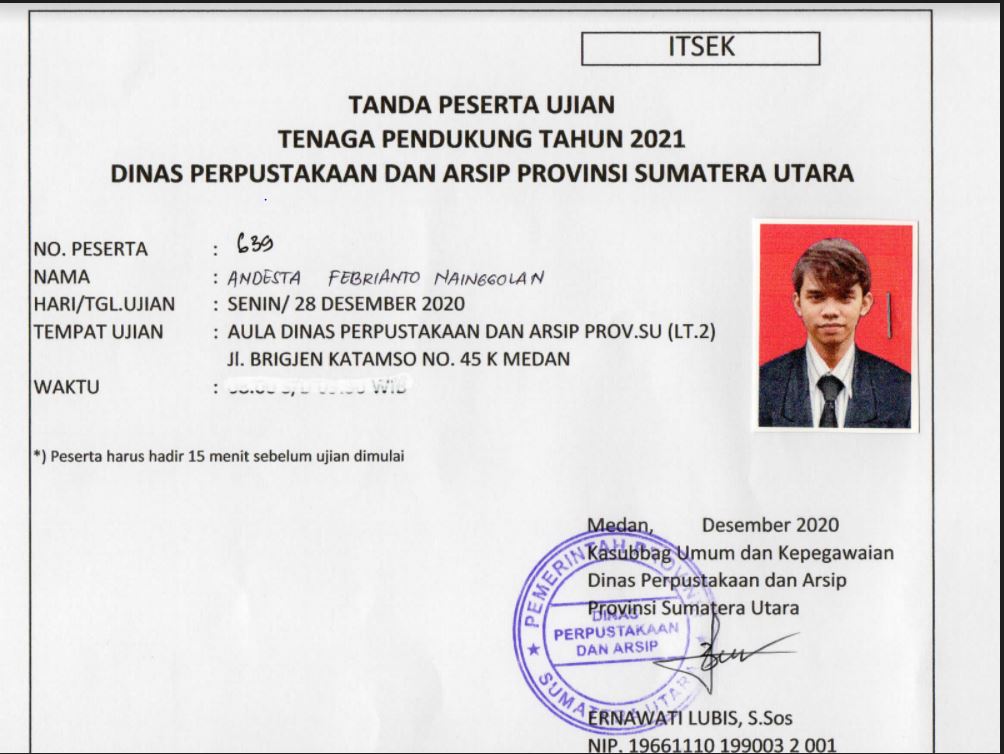 ITSEK
TANDA PESERTA UJIAN
TENAGA PENDUKUNG TAHUN 2021
DINAS PERPUSTAKAAN DAN ARSIP PROVINSI SUMATERA UTARA
NO. PESERTA : 639
NAMA : ANDESTA FEBRIANTO NAINGGOLAN
HARI/TGL.UJIAN : SENIN/ 28 DESEMBER 2020
TEMPAT UJIAN : AULA DINAS PERPUSTAKAAN DAN ARSIP PROV.SU (LT.2)
Jl. BRIGJEN KATAMSO NO. 45 K MEDAN
WAKTU : WIB
*) Peserta harus hadir 15 menit sebelum ujian dimulai
Medan, Desember 2020
Kasubbag Umum dan Kepegawaian
Dinas Perpustakaan dan Arsip
Provinsi Sumatera Utara
PEMERINTAH PROVINSI
DINAS
PERPUSTAKAAN
DAN ARSIP
SUMATERA UTARA
ERNAWATI LUBIS, S.Sos
NIP. 19661110 199003 2 001